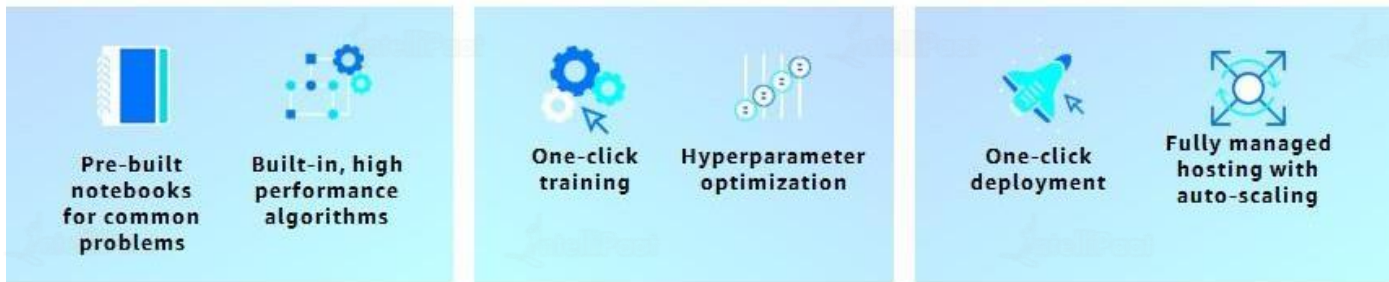 Pre-built
notebooks
for common
problems
Built-in, high
performance
algorithms
One-click
training
Hyperparameter
optimization
One-click
deployment
Fully managed
hosting with
auto-scaling